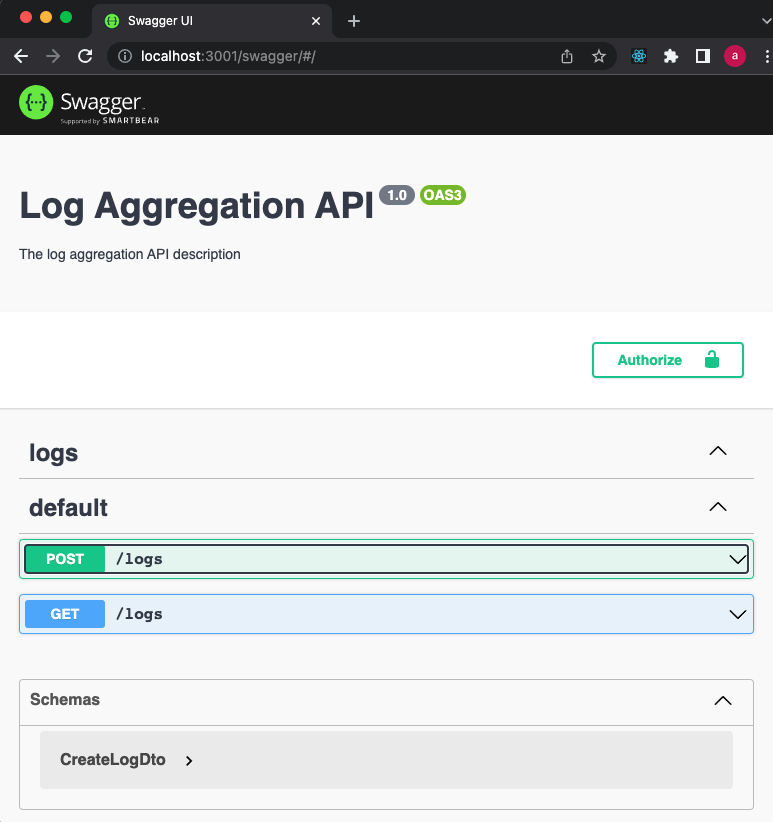 Swagger UI
localhost:3001/swagger/#/
a
Swagger
Supported by SMARTBEAR
Log Aggregation API 1.0 OAS3
The log aggregation API description
Authorize
logs
default
POST /logs
GET /logs
Schemas
CreateLogDto